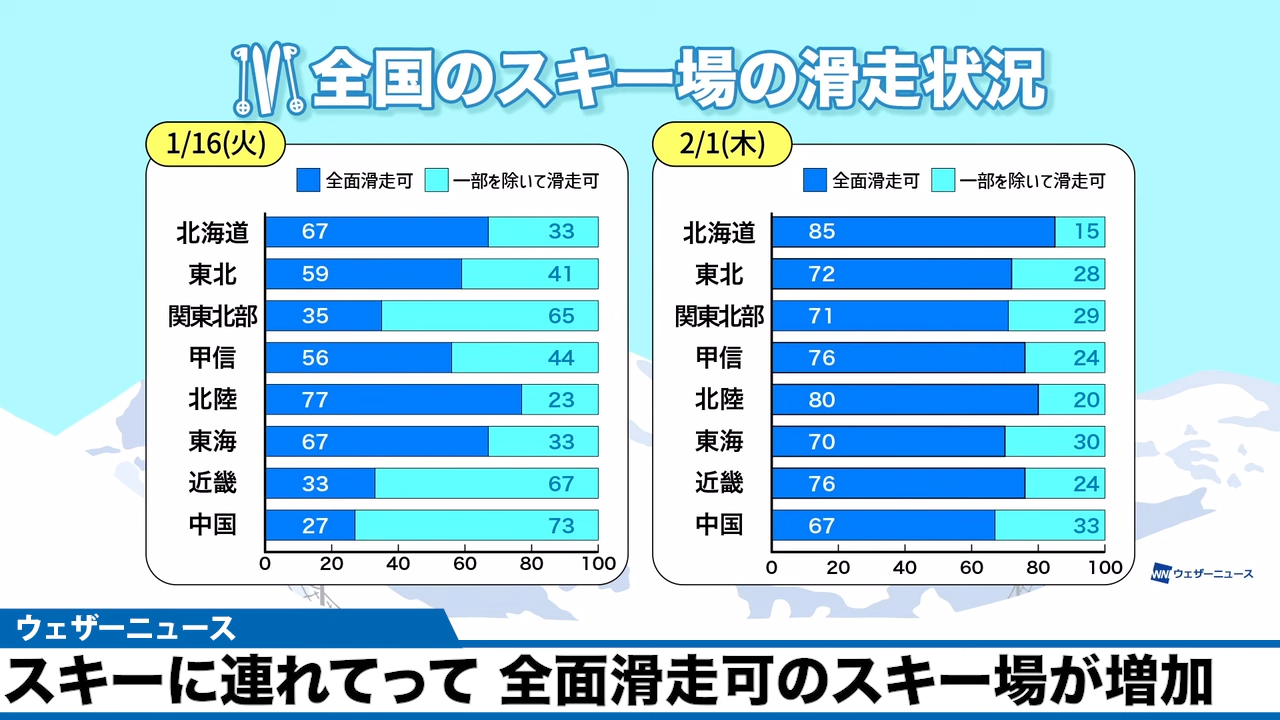 全国のスキー場の滑走状況
1/16(火)
全面滑走可 一部を除いて滑走可
北海道 67 33
東北 59 41
関東北部 35 65
甲信 56 44
北陸 77 23
東海 67 33
近畿 33 67
中国 27 73
0 20 40 60 80 100
2/1(木)
全面滑走可 一部を除いて滑走可
北海道 85 15
東北 72 28
関東北部 71 29
甲信 76 24
北陸 80 20
東海 70 30
近畿 76 24
中国 67 33
0 20 40 60 80 100
WN ウェザーニュース
ウェザーニュース
スキーに連れてって 全面滑走可のスキー場が増加